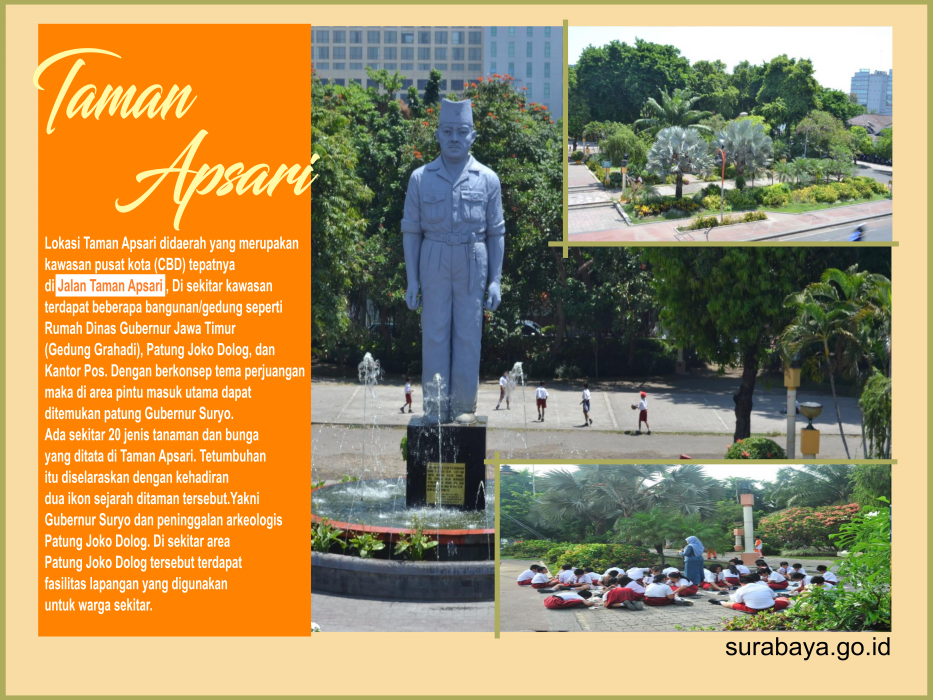 Taman
Apsari
Lokasi Taman Apsari didaerah yang merupakan
kawasan pusat kota (CBD) tepatnya
di Jalan Taman Apsari . Di sekitar kawasan
terdapat beberapa bangunan/gedung seperti
Rumah Dinas Gubernur Jawa Timur
(Gedung Grahadi), Patung Joko Dolog, dan
Kantor Pos. Dengan berkonsep tema perjuangan
maka di area pintu masuk utama dapat
ditemukan patung Gubernur Suryo.
Ada sekitar 20 jenis tanaman dan bunga
yang ditata di Taman Apsari. Tetumbuhan
itu diselaraskan dengan kehadiran
dua ikon sejarah ditaman tersebut.Yakni
Gubernur Suryo dan peninggalan arkeologis
Patung Joko Dolog. Di sekitar area
Patung Joko Dolog tersebut terdapat
fasilitas lapangan yang digunakan
untuk warga sekitar.
surabaya.go.id